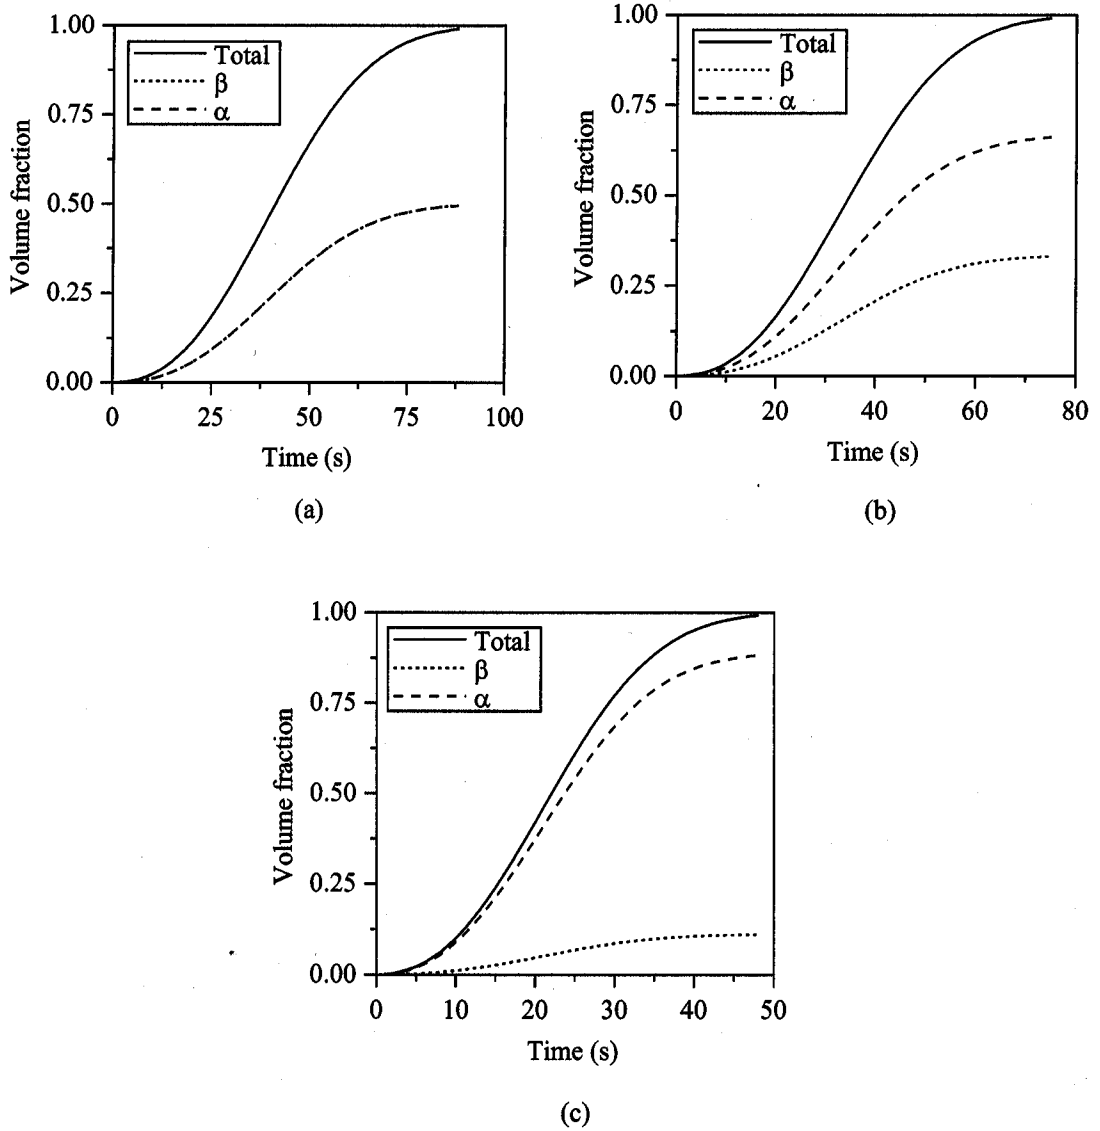 1.00
0.75
0.50
0.25
0.00
Volume fraction
Total
β
α
0 25 50 75 100
Time (s)
(a)
1.00
0.75
0.50
0.25
0.00
Volume fraction
Total
β
α
0 20 40 60 80
Time (s)
(b)
1.00
0.75
0.50
0.25
0.00
Volume fraction
Total
β
α
0 10 20 30 40 50
Time (s)
(c)